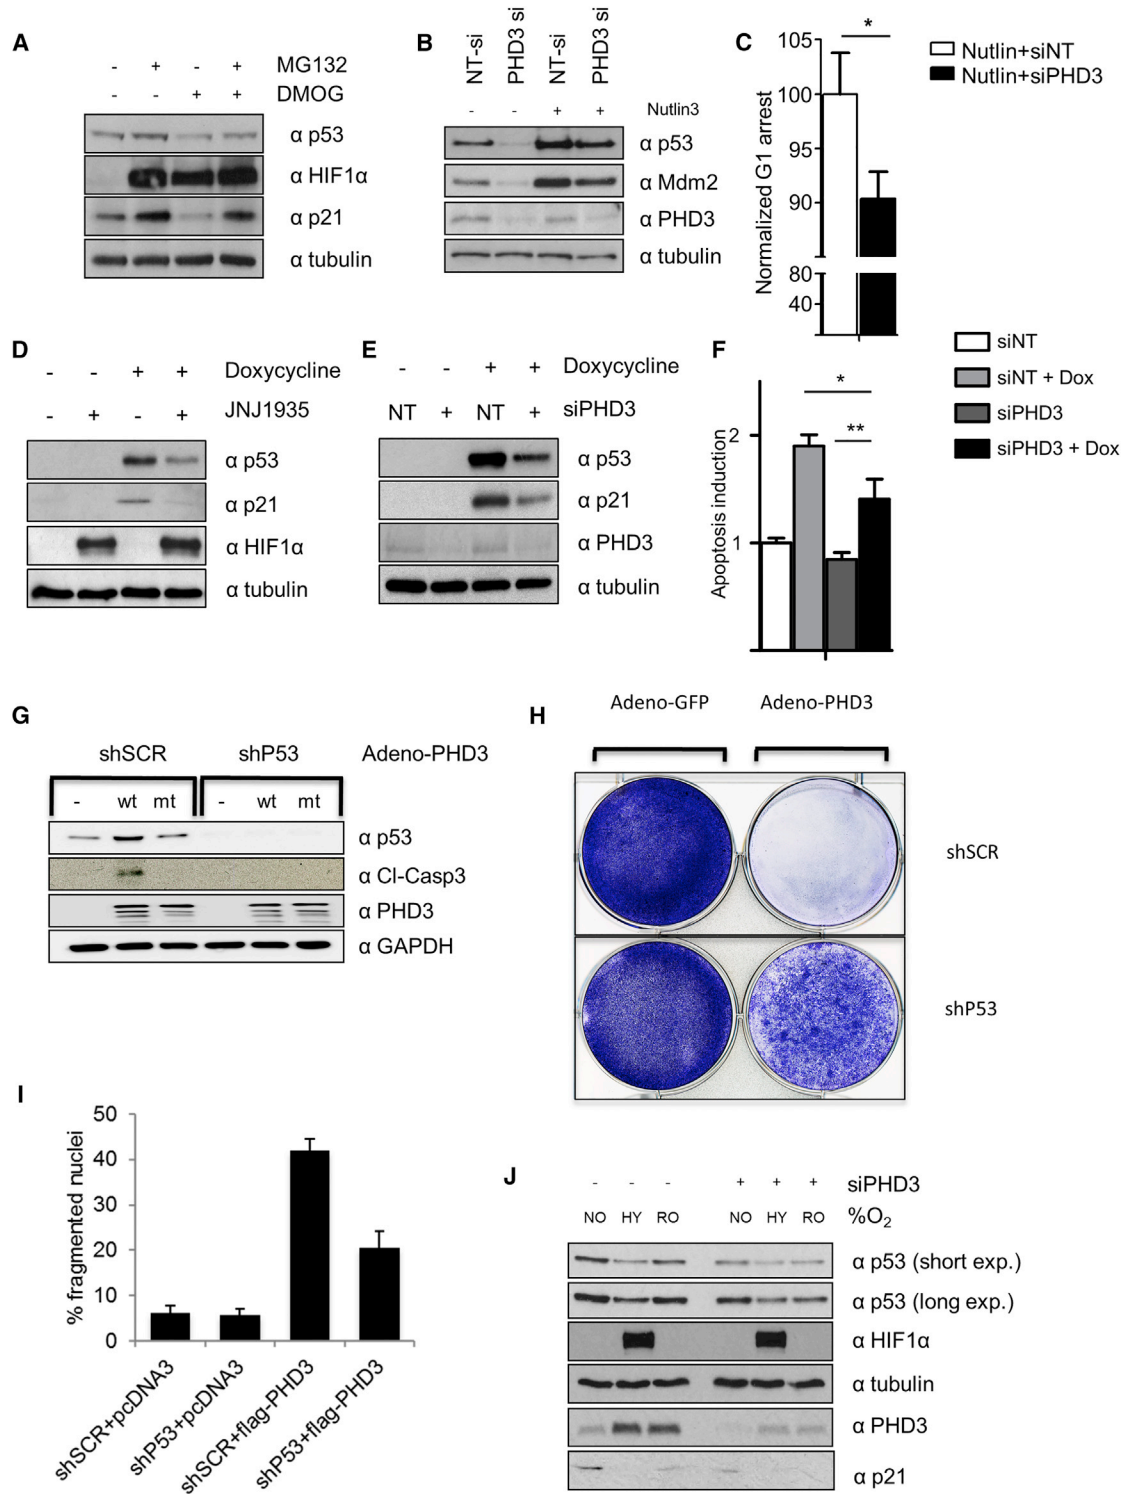 A
- + - + MG132
- - + + DMOG
α p53
α HIF1α
α p21
α tubulin
B
NT-si PHD3 si NT-si PHD3 si
- - + + Nutlin3
α p53
α Mdm2
α PHD3
α tubulin
C
*
Nutlin+siNT
Nutlin+siPHD3
Normalized G1 arrest
105
100
95
90
80
40
D
- - + + Doxycycline
- + - + JNJ1935
α p53
α p21
α HIF1α
α tubulin
E
- - + + Doxycycline
NT + NT + siPHD3
α p53
α p21
α PHD3
α tubulin
F
*
**
Apoptosis induction
2
1
siNT
siNT + Dox
siPHD3
siPHD3 + Dox
G
shSCR shP53 Adeno-PHD3
- wt mt - wt mt
α p53
α Cl-Casp3
α PHD3
α GAPDH
H
Adeno-GFP Adeno-PHD3
shSCR
shP53
I
% fragmented nuclei
50
40
30
20
10
0
shSCR+pcDNA3
shP53+pcDNA3
shSCR+flag-PHD3
shP53+flag-PHD3
J
- - - + + + siPHD3
NO HY RO NO HY RO %O2
α p53 (short exp.)
α p53 (long exp.)
α HIF1α
α tubulin
α PHD3
α p21